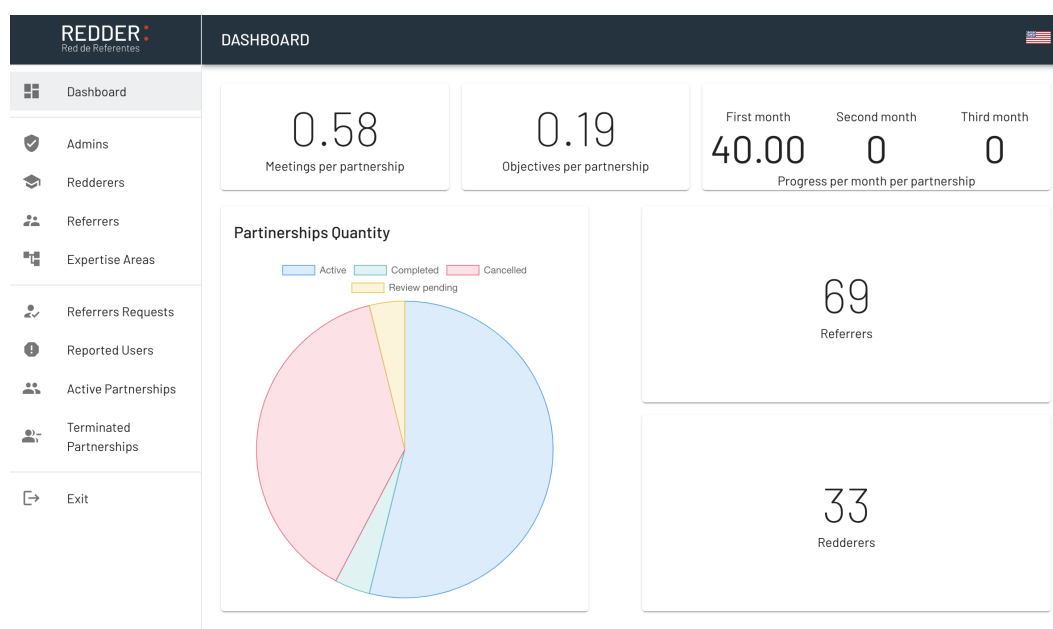 REDDER:
Red de Referentes
DASHBOARD
Dashboard
Admins
Redderers
Referrers
Expertise Areas
Referrers Requests
Reported Users
Active Partnerships
Terminated
Partnerships
Exit
0.58
Meetings per partnership
0.19
Objectives per partnership
First month Second month Third month
40.00 0 0
Progress per month per partnership
Partinerships Quantity
Active Completed Cancelled
Review pending
69
Referrers
33
Redderers